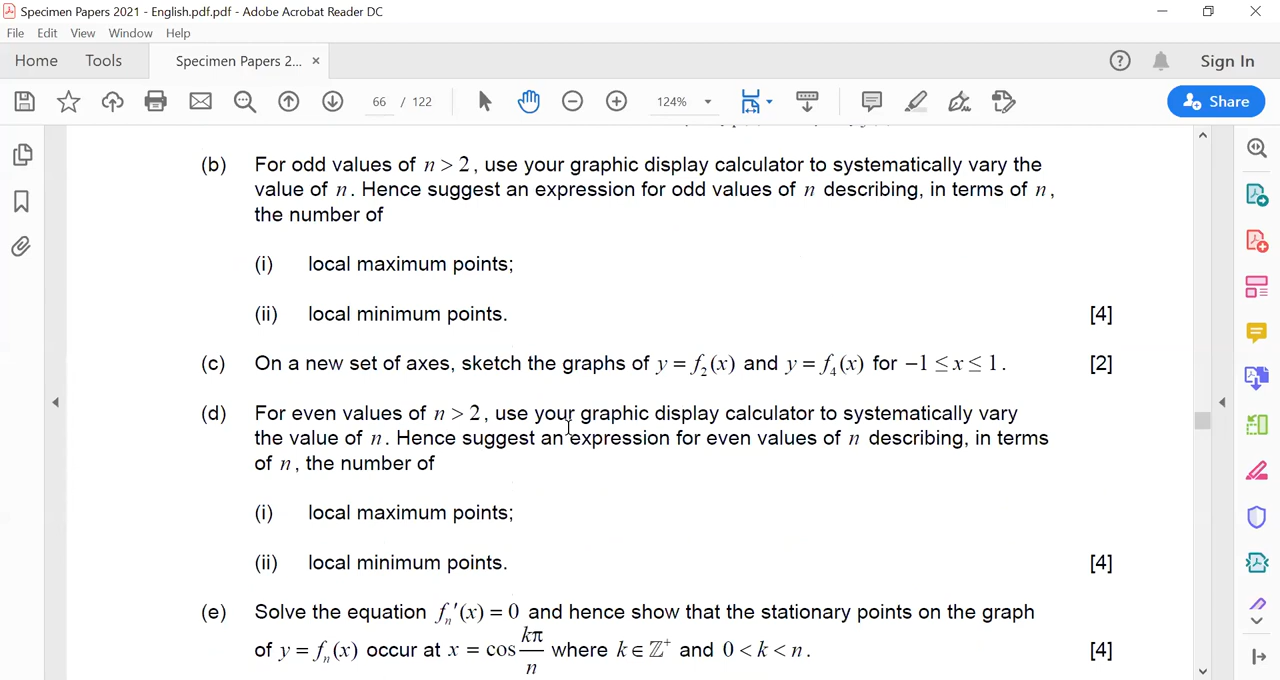 Specimen Papers 2021 - English.pdf.pdf - Adobe Acrobat Reader DC
File Edit View Window Help
Home Tools Specimen Papers 2... × Sign In
66 / 122 124% Share
(b) For odd values of n > 2, use your graphic display calculator to systematically vary the
value of n. Hence suggest an expression for odd values of n describing, in terms of n,
the number of
(i) local maximum points;
(ii) local minimum points. [4]
(c) On a new set of axes, sketch the graphs of y = f₂(x) and y = f₄(x) for −1 ≤ x ≤ 1. [2]
(d) For even values of n > 2, use your graphic display calculator to systematically vary
the value of n. Hence suggest an expression for even values of n describing, in terms
of n, the number of
(i) local maximum points;
(ii) local minimum points. [4]
(e) Solve the equation fₙ′(x) = 0 and hence show that the stationary points on the graph
of y = fₙ(x) occur at x = cos kπ/n where k ∈ ℤ⁺ and 0 < k < n. [4]